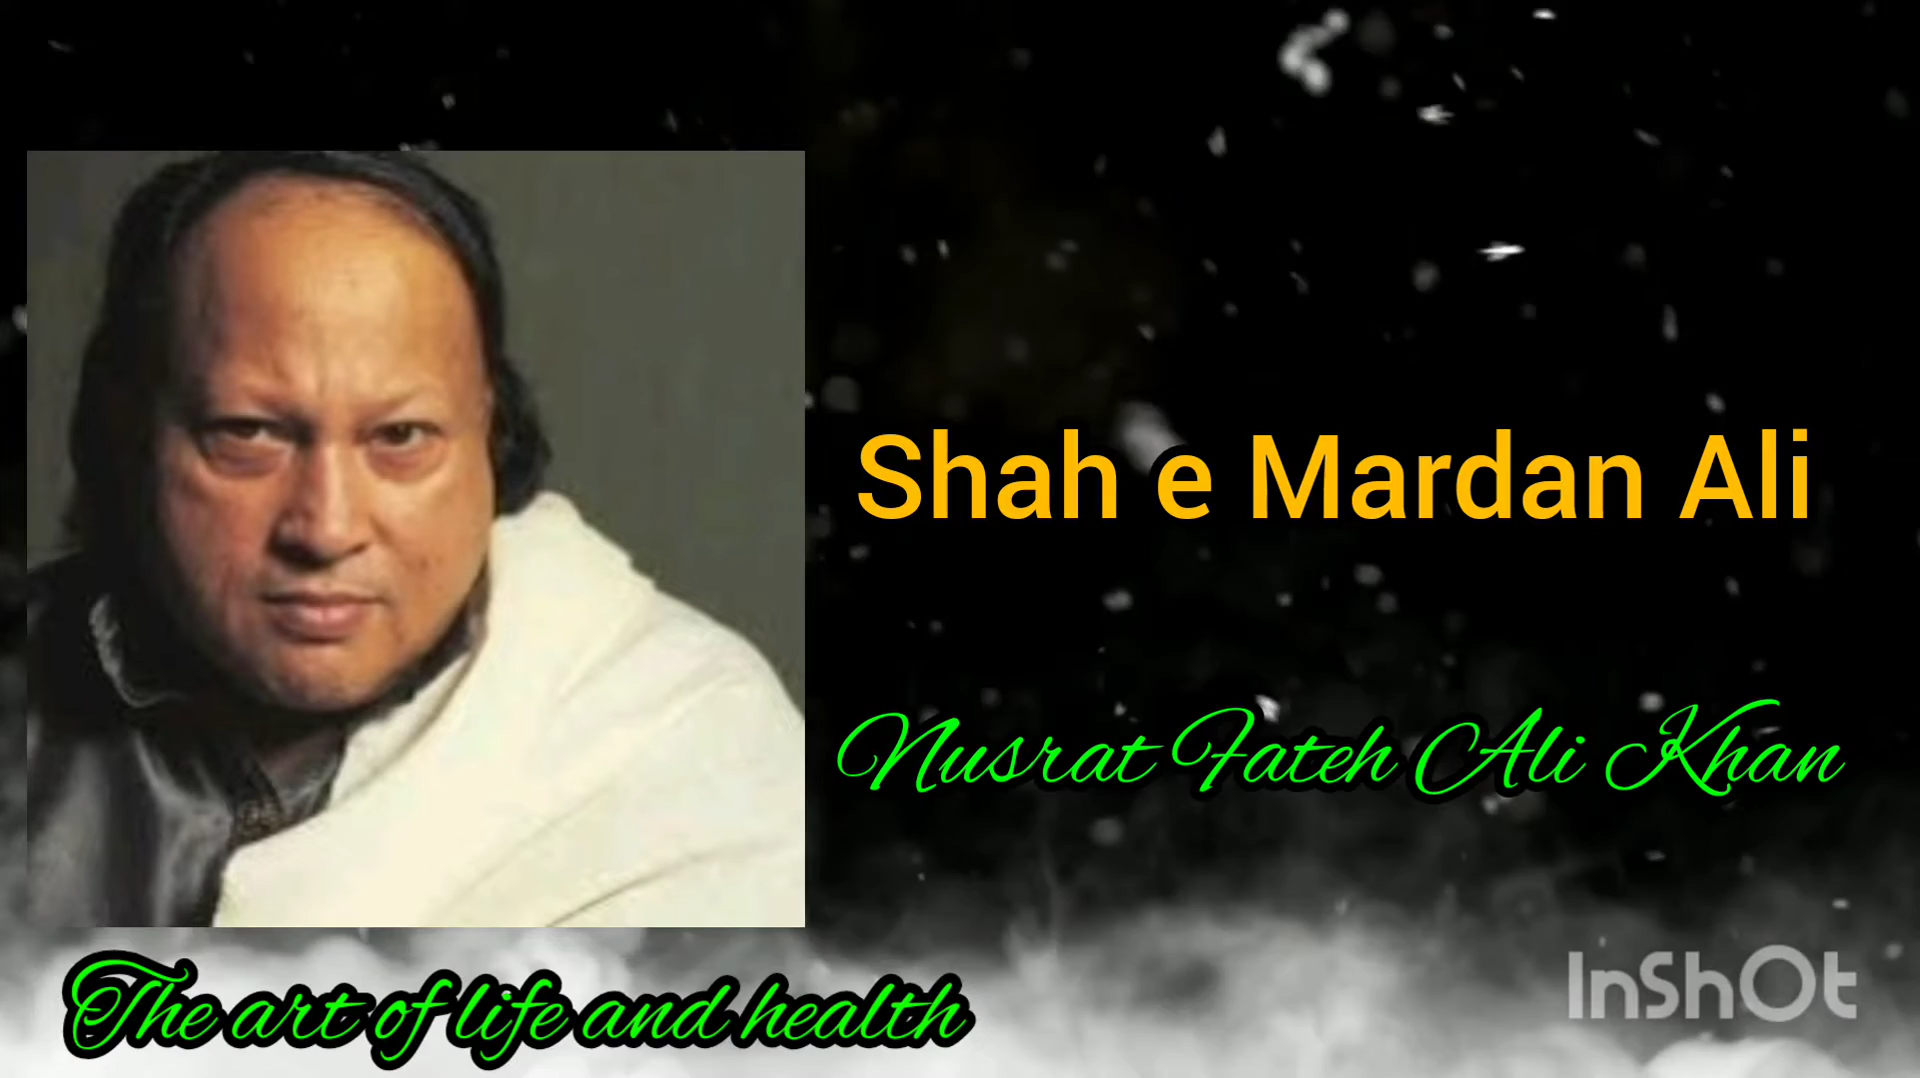 Shah e Mardan Ali
Nusrat Fateh Ali Khan
The art of life and health
InShOt